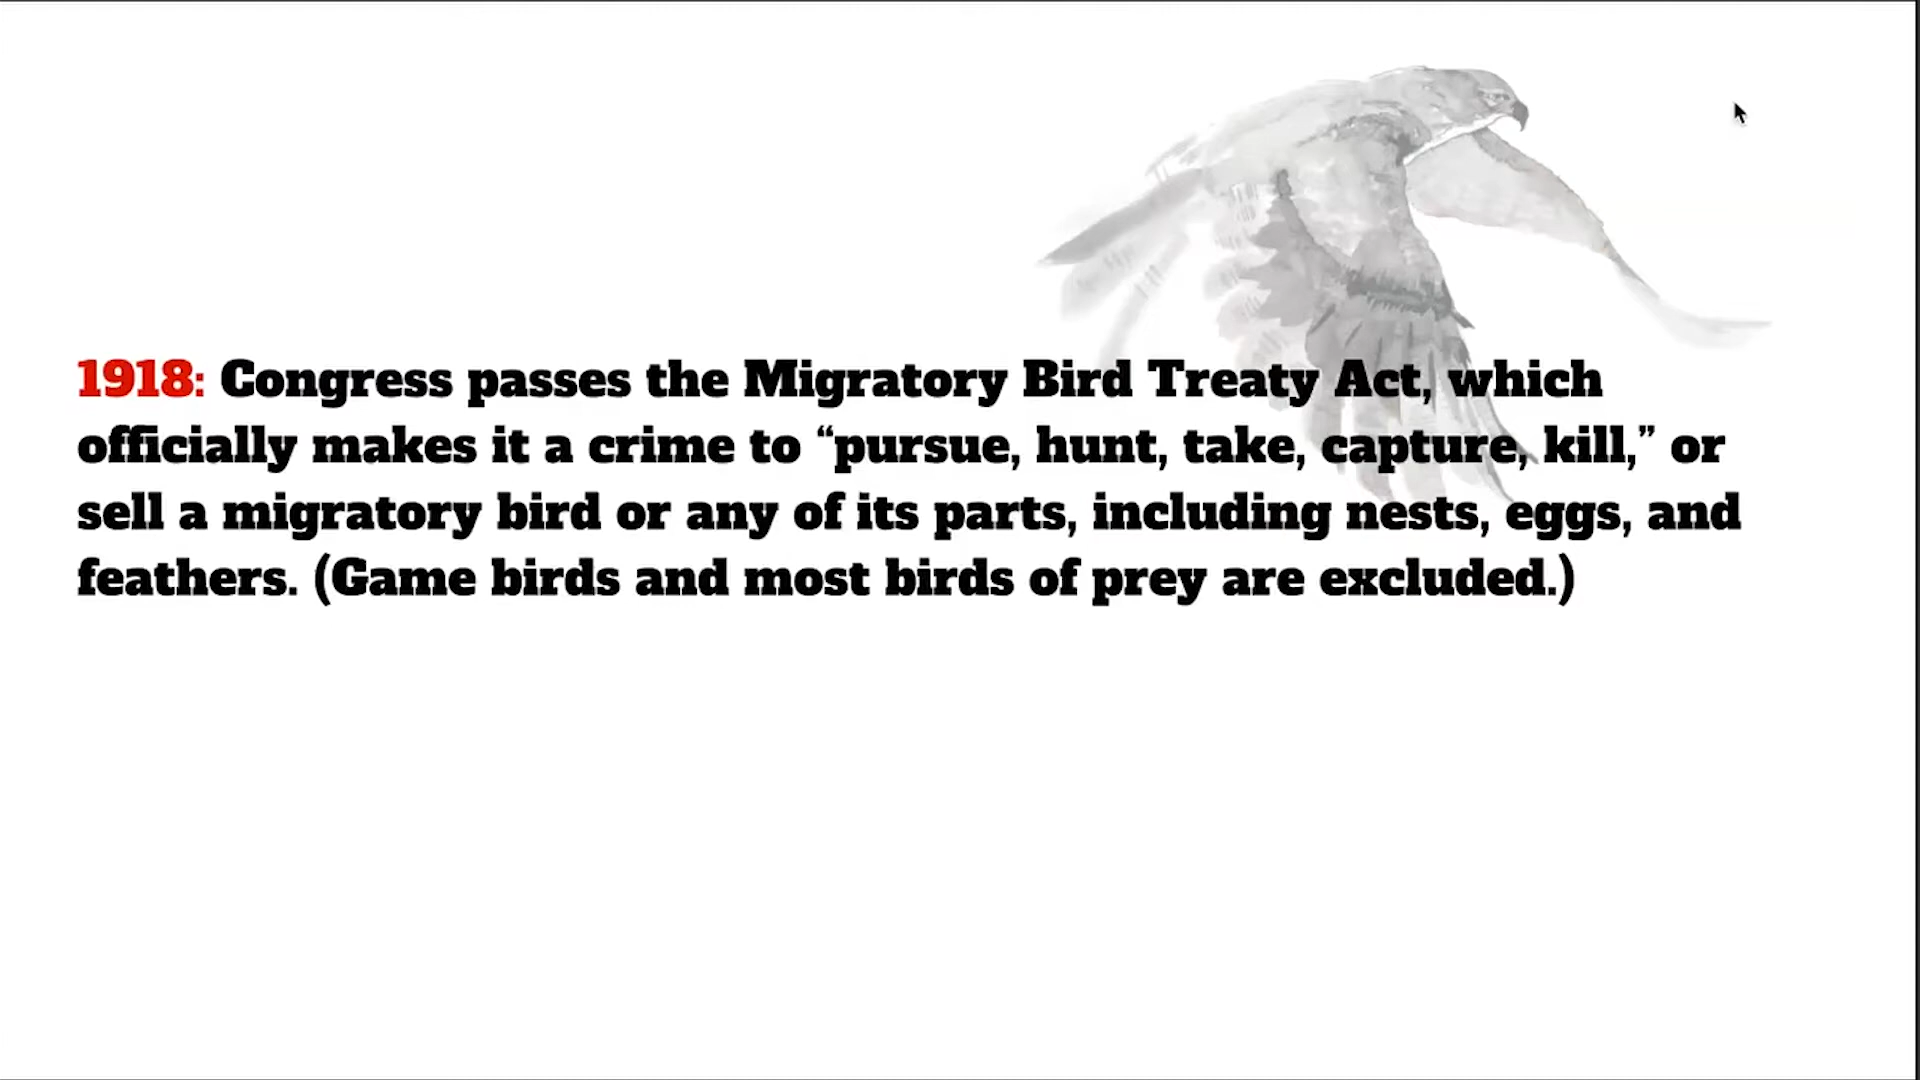 1918: Congress passes the Migratory Bird Treaty Act, which
officially makes it a crime to “pursue, hunt, take, capture, kill,” or
sell a migratory bird or any of its parts, including nests, eggs, and
feathers. (Game birds and most birds of prey are excluded.)